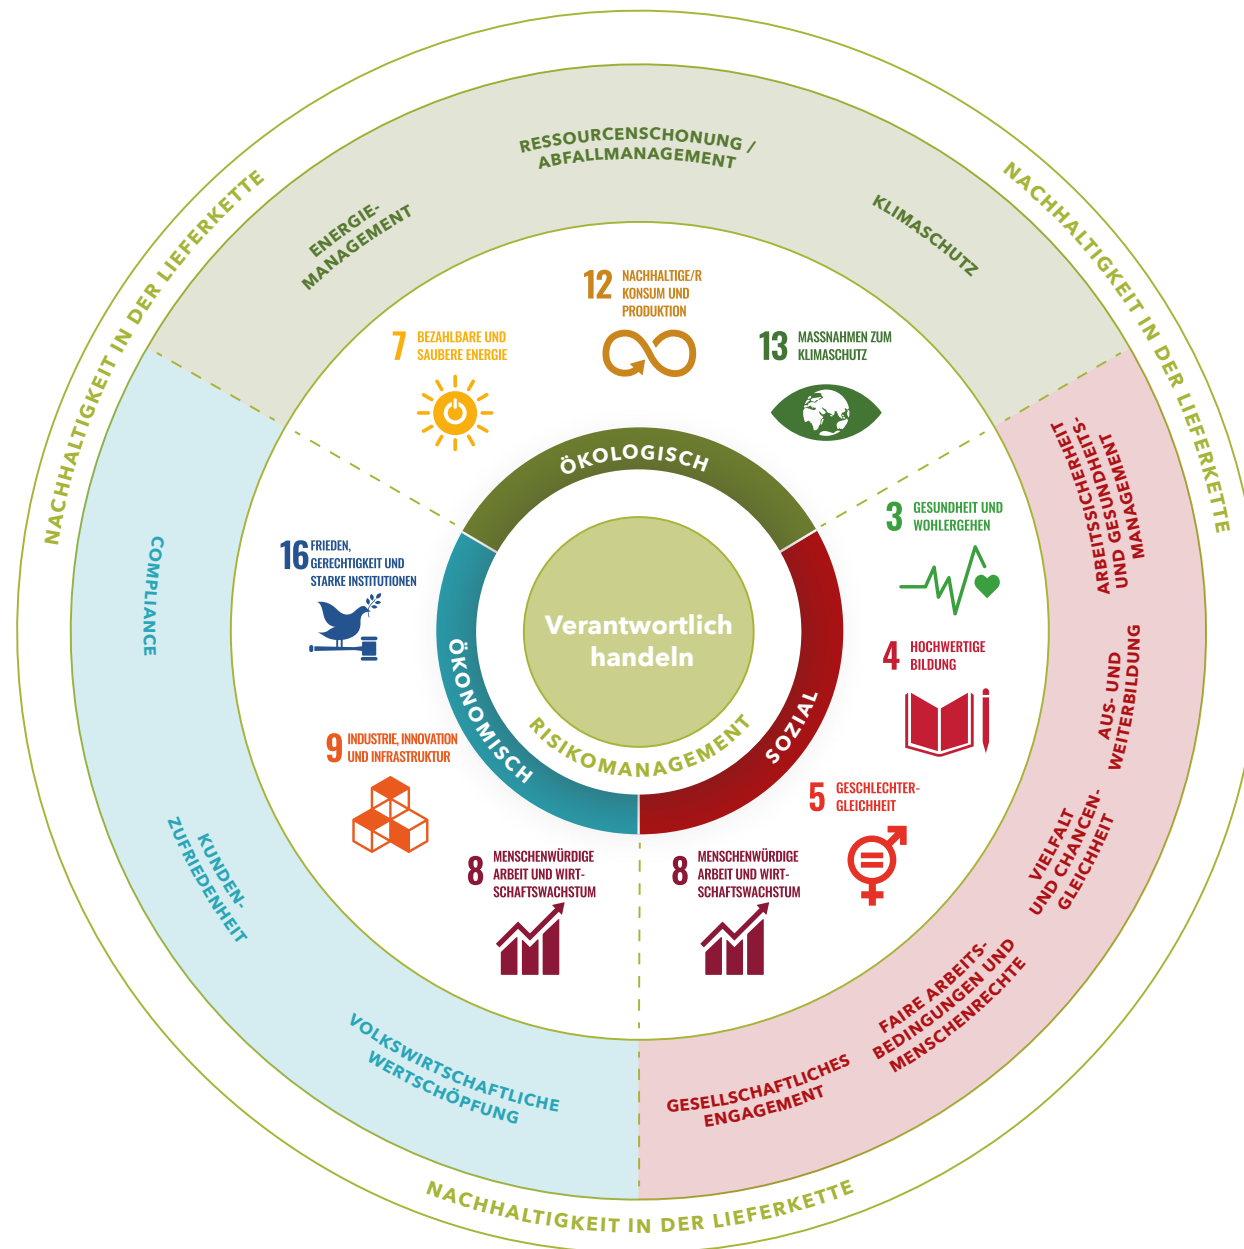 NACHHALTIGKEIT IN DER LIEFERKETTE
NACHHALTIGKEIT IN DER LIEFERKETTE
NACHHALTIGKEIT IN DER LIEFERKETTE
ENERGIE-
MANAGEMENT
RESSOURCENSCHONUNG /
ABFALLMANAGEMENT
KLIMASCHUTZ
ARBEITSSICHERHEIT
UND GESUNDHEITS-
MANAGEMENT
AUS- UND
WEITERBILDUNG
VIELFALT
UND CHANCEN-
GLEICHHEIT
FAIRE ARBEITS-
BEDINGUNGEN UND
MENSCHENRECHTE
GESELLSCHAFTLICHES
ENGAGEMENT
VOLKSWIRTSCHAFTLICHE
WERTSCHÖPFUNG
KUNDEN-
ZUFRIEDENHEIT
COMPLIANCE
7 BEZAHLBARE UND
SAUBERE ENERGIE
12 NACHHALTIGE/R
KONSUM UND
PRODUKTION
13 MASSNAHMEN ZUM
KLIMASCHUTZ
3 GESUNDHEIT UND
WOHLERGEHEN
4 HOCHWERTIGE
BILDUNG
5 GESCHLECHTER-
GLEICHHEIT
8 MENSCHENWÜRDIGE
ARBEIT UND WIRT-
SCHAFTSWACHSTUM
8 MENSCHENWÜRDIGE
ARBEIT UND WIRT-
SCHAFTSWACHSTUM
9 INDUSTRIE, INNOVATION
UND INFRASTRUKTUR
16 FRIEDEN,
GERECHTIGKEIT UND
STARKE INSTITUTIONEN
ÖKOLOGISCH
SOZIAL
ÖKONOMISCH
Verantwortlich
handeln
RISIKOMANAGEMENT